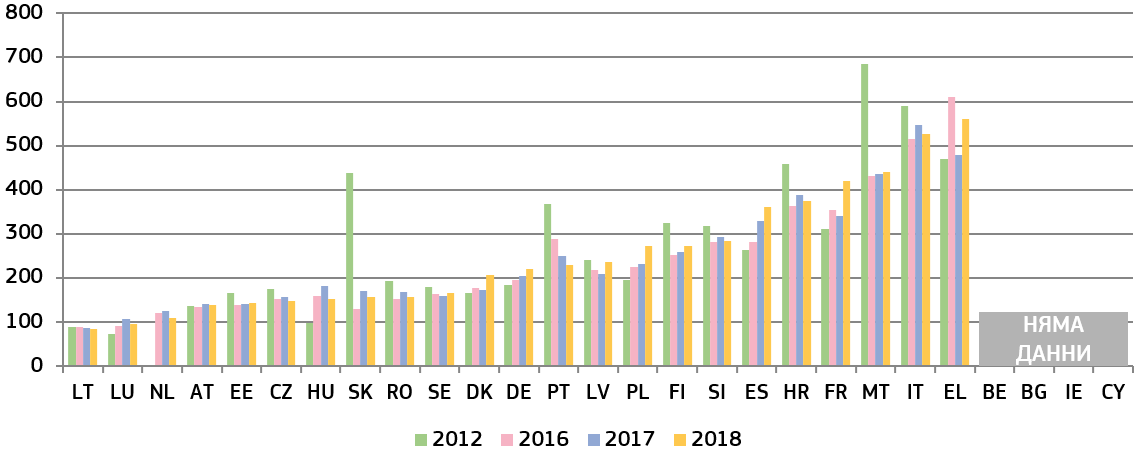 800
700
600
500
400
300
200
100
0
НЯМА
ДАННИ
LT LU NL AT EE CZ HU SK RO SE DK DE PT LV PL FI SI ES HR FR MT IT EL BE BG IE CY
2012 2016 2017 2018